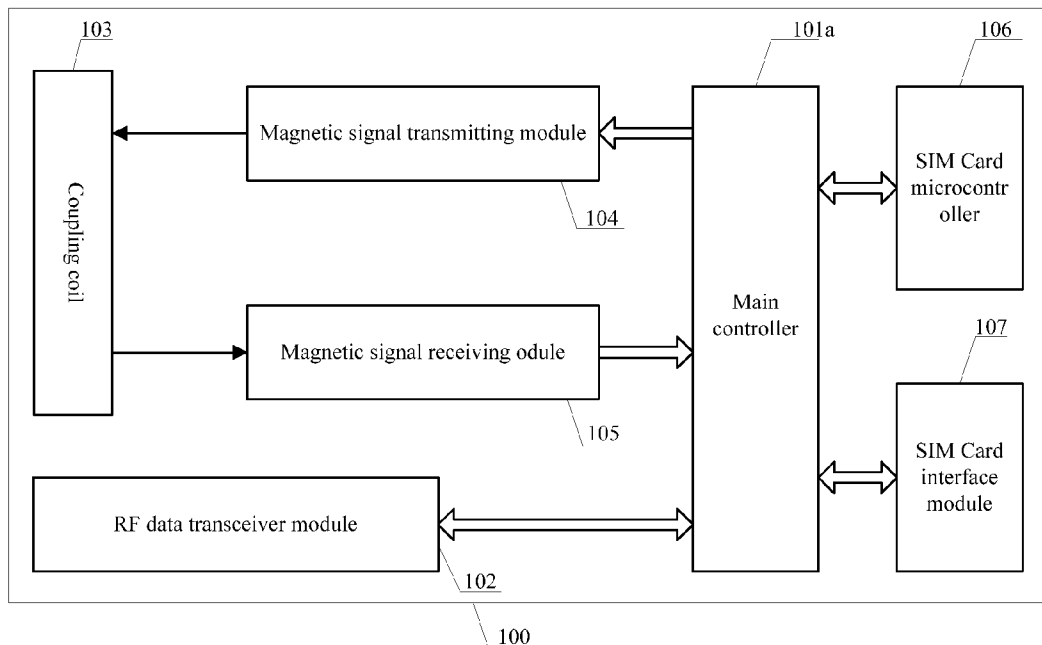 103
101a
106
Magnetic signal transmitting module
104
Coupling coil
SIM Card
microcontr
oller
Main
controller
Magnetic signal receiving odule
105
107
SIM Card
interface
module
RF data transceiver module
102
100